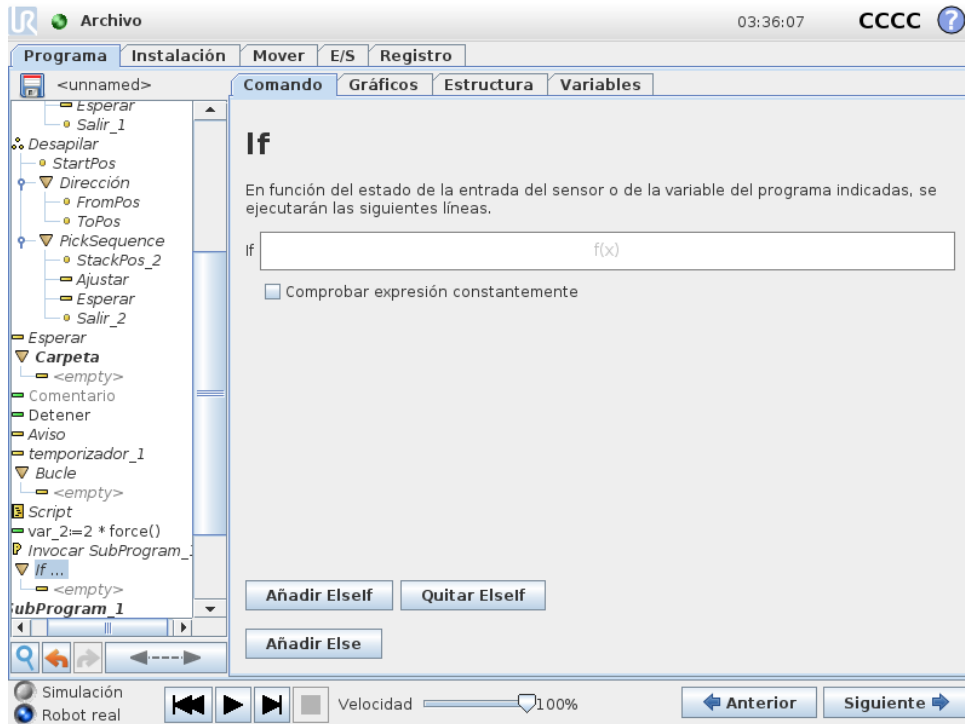 UR Archivo 03:36:07 CCCC ?
Programa Instalación Mover E/S Registro
<unnamed>
Comando Gráficos Estructura Variables
Esperar
Salir_1
Desapilar
StartPos
Dirección
FromPos
ToPos
PickSequence
StackPos_2
Ajustar
Esperar
Salir_2
Esperar
Carpeta
<empty>
Comentario
Detener
Aviso
temporizador_1
Bucle
<empty>
Script
var_2:=2 * force()
Invocar SubProgram_
If ...
<empty>
ubProgram_1
If
En función del estado de la entrada del sensor o de la variable del programa indicadas, se
ejecutarán las siguientes líneas.
If f(x)
Comprobar expresión constantemente
Añadir ElseIf Quitar ElseIf
Añadir Else
Simulación
Robot real
Velocidad 100%
Anterior Siguiente